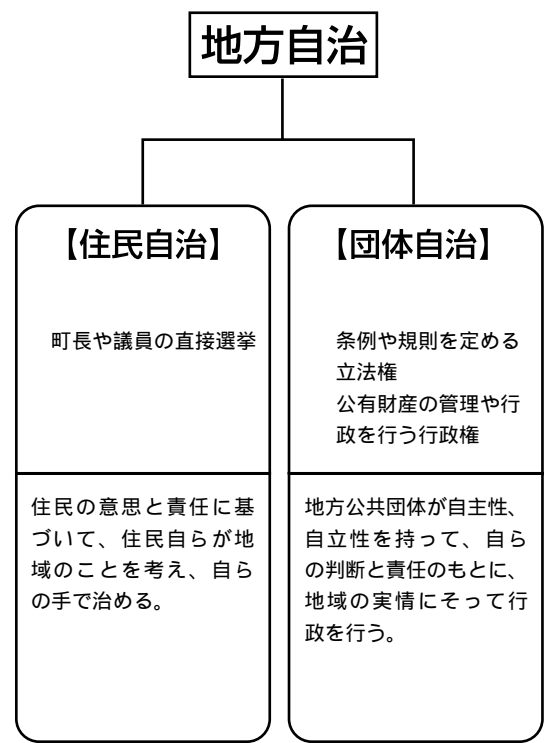 地方自治
【住民自治】
町長や議員の直接選挙
住民の意思と責任に基
づいて、住民自らが地
域のことを考え、自ら
の手で治める。
【団体自治】
条例や規則を定める
立法権
公有財産の管理や行
政を行う行政権
地方公共団体が自主性、
自立性を持って、自ら
の判断と責任のもとに、
地域の実情にそって行
政を行う。